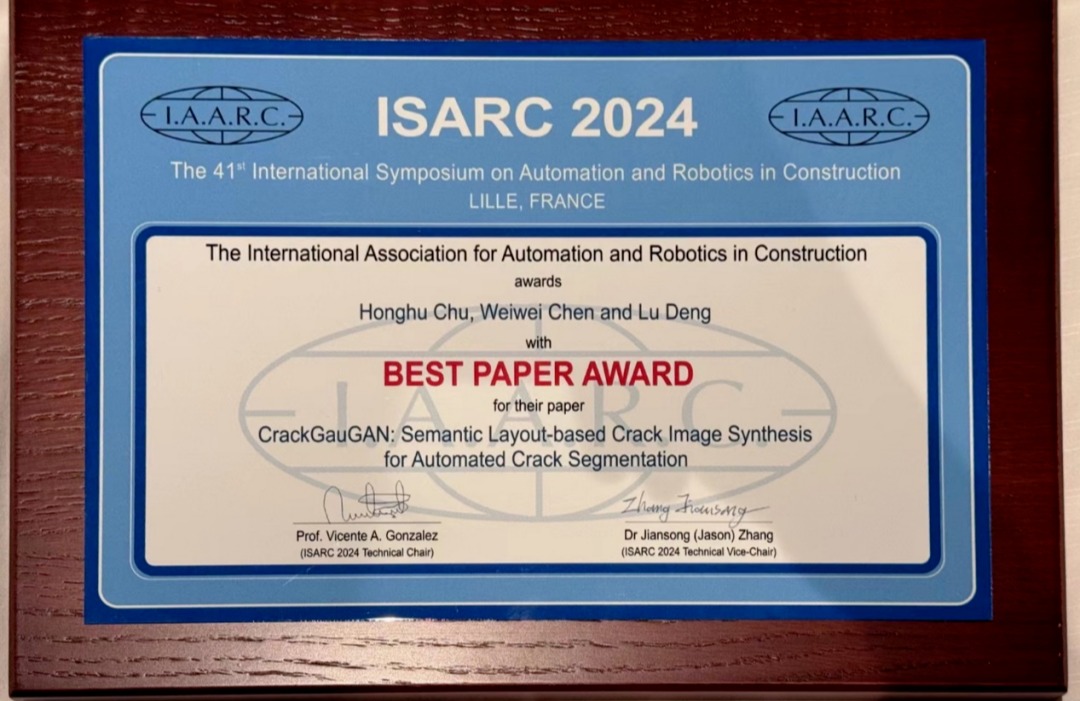 I.A.A.R.C.
ISARC 2024
I.A.A.R.C.
The 41st International Symposium on Automation and Robotics in Construction
LILLE, FRANCE
The International Association for Automation and Robotics in Construction
awards
Honghu Chu, Weiwei Chen and Lu Deng
with
BEST PAPER AWARD
I.A.A.R.C.
for their paper
CrackGauGAN: Semantic Layout-based Crack Image Synthesis
for Automated Crack Segmentation
Zhang Jiansong
Prof. Vicente A. Gonzalez
(ISARC 2024 Technical Chair)
Dr Jiansong (Jason) Zhang
(ISARC 2024 Technical Vice-Chair)